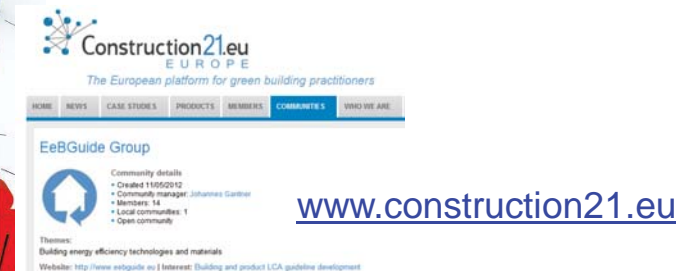 Construction21.eu
EUROPE
The European platform for green building practitioners
HOME NEWS CASE STUDIES PRODUCTS MEMBERS COMMUNITIES WHO WE ARE
EeBGuide Group
Community details
• Created 11/05/2012
• Community manager: Johannes Gantner
• Members: 14
• Local communities: 1
• Open community
www.construction21.eu
Themes:
Building energy efficiency technologies and materials
Website: http://www.eebguide.eu | Interest: Building and product LCA guideline development